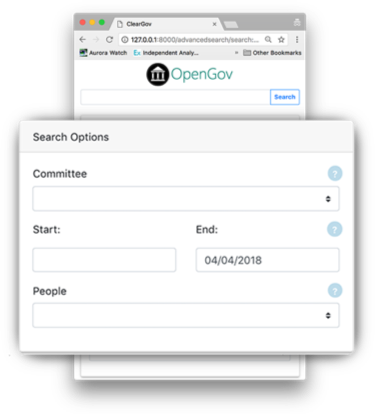 ClearGov
127.0.0.1:8000/advancedsearch/search:...
Aurora Watch Ex Independent Analy... » Other Bookmarks
OpenGov
Search
Search Options
Committee ?
Start: End: ?
04/04/2018
People ?